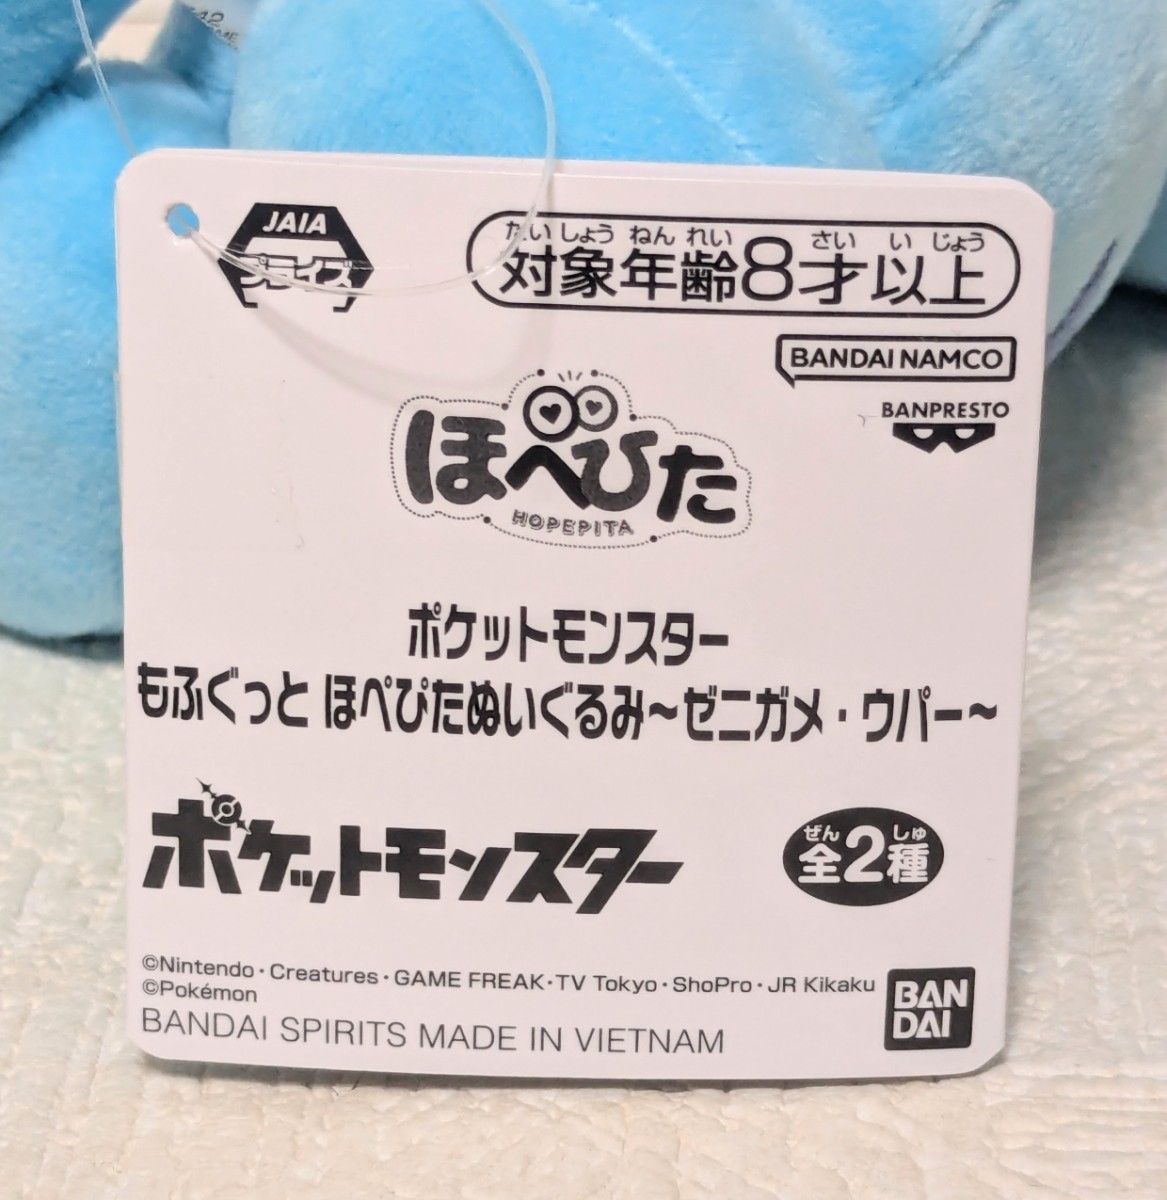 JAIA
プライズ
たいしょうねんれい さいいじょう
対象年齢8才以上
BANDAI NAMCO
BANPRESTO
ほぺぴた
HOPEPITA
ポケットモンスター
もふぐっと ほぺぴたぬいぐるみ~ゼニガメ・ウパー~
ポケットモンスター
ぜん しゅ
全2種
©Nintendo・Creatures・GAME FREAK・TV Tokyo・ShoPro・JR Kikaku
©Pokémon
BANDAI SPIRITS MADE IN VIETNAM
BAN
DAI